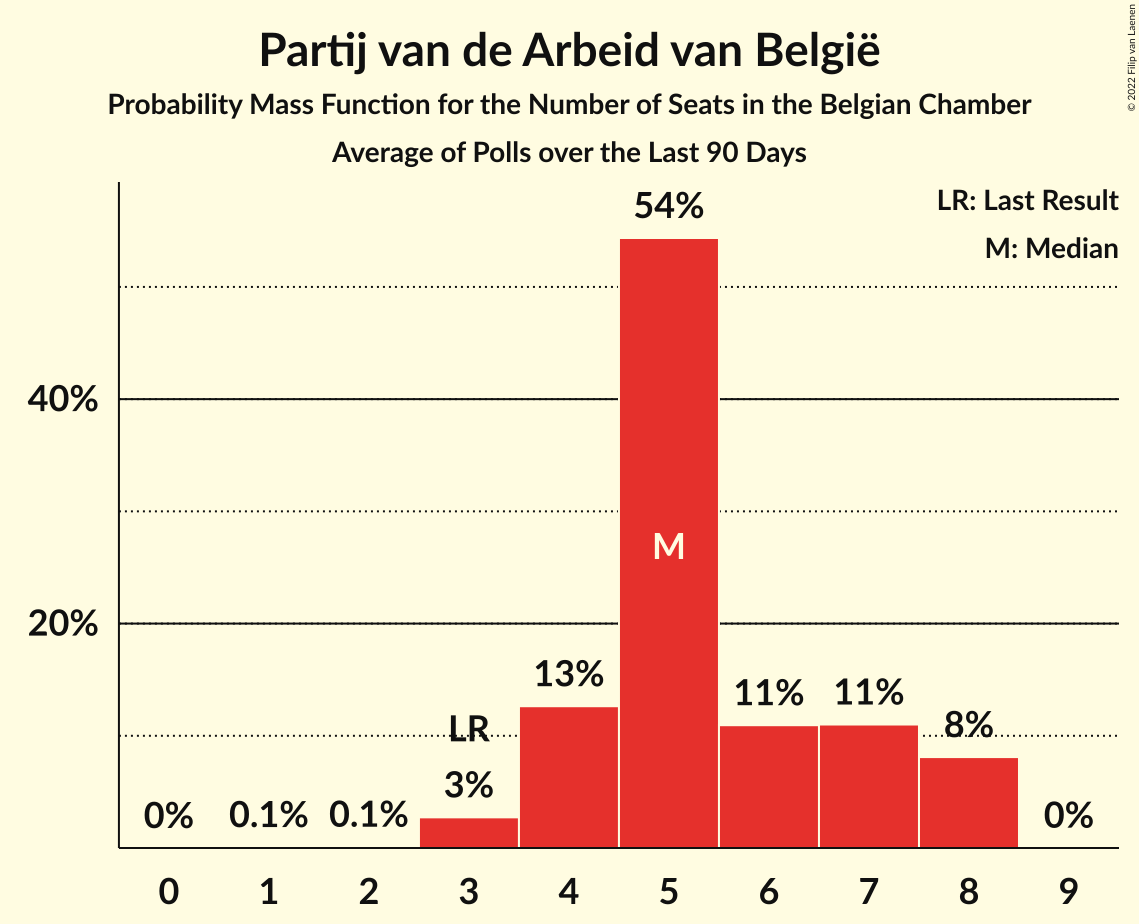 Partij van de Arbeid van België
Probability Mass Function for the Number of Seats in the Belgian Chamber
Average of Polls over the Last 90 Days
© 2022 Filip van Laenen
LR: Last Result
M: Median
54%
40%
M
20%
13%
11%
11%
LR
8%
3%
0%
0.1%
0.1%
0%
0 1 2 3 4 5 6 7 8 9